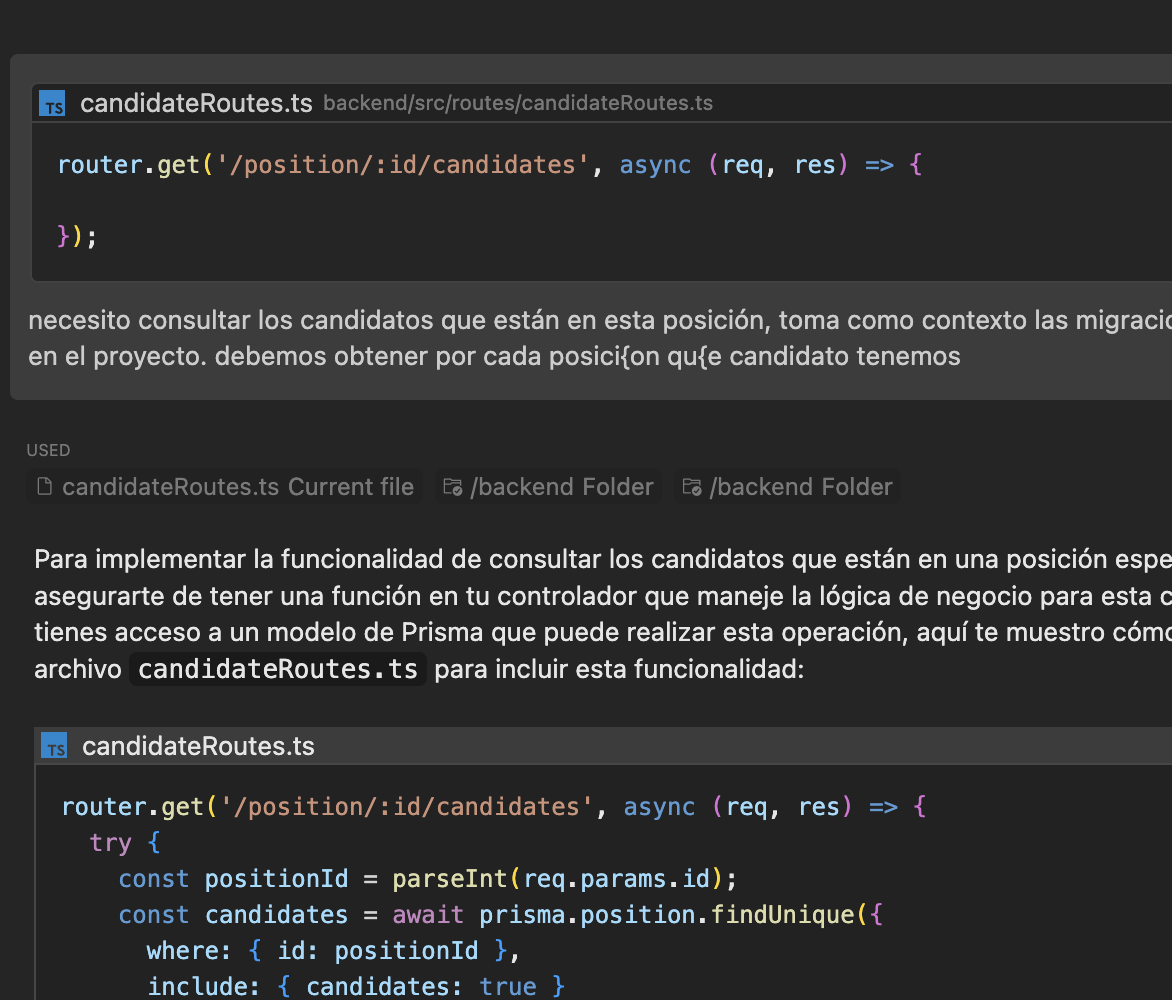 TS candidateRoutes.ts backend/src/routes/candidateRoutes.ts
router.get('/position/:id/candidates', async (req, res) => {
});
necesito consultar los candidatos que están en esta posición, toma como contexto las migracio
en el proyecto. debemos obtener por cada posici{on qu{e candidato tenemos
USED
candidateRoutes.ts Current file /backend Folder /backend Folder
Para implementar la funcionalidad de consultar los candidatos que están en una posición espe
asegurarte de tener una función en tu controlador que maneje la lógica de negocio para esta c
tienes acceso a un modelo de Prisma que puede realizar esta operación, aquí te muestro cómo
archivo candidateRoutes.ts para incluir esta funcionalidad:
TS candidateRoutes.ts
router.get('/position/:id/candidates', async (req, res) => {
try {
const positionId = parseInt(req.params.id);
const candidates = await prisma.position.findUnique({
where: { id: positionId },
include: { candidates: true }